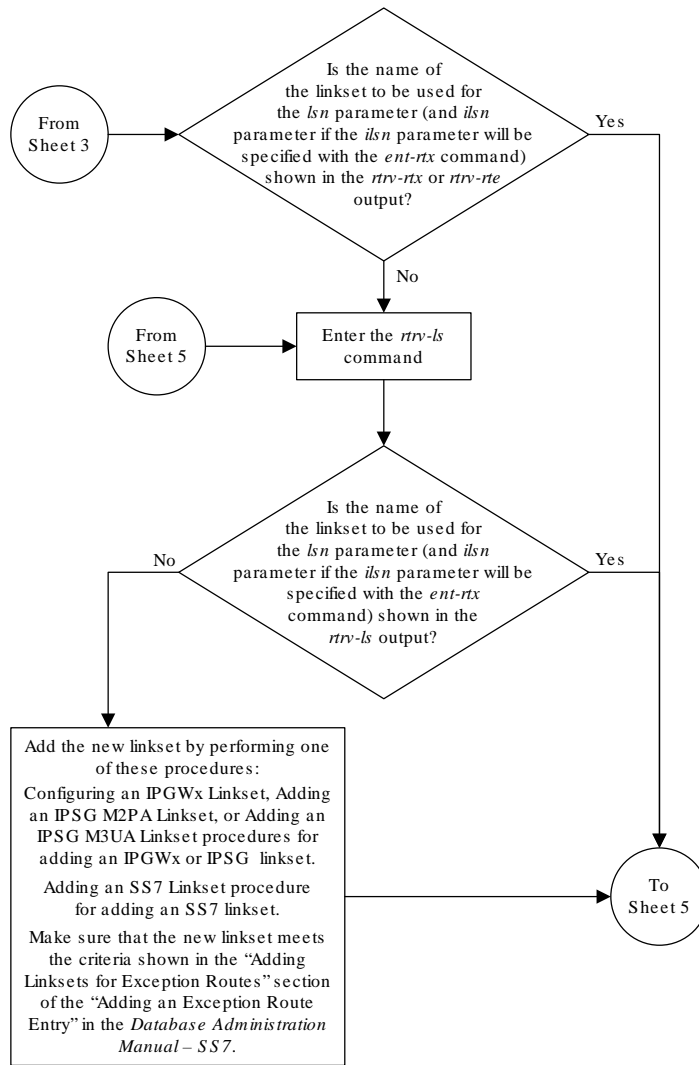 Is the name of
the linkset to be used for
the lsn parameter (and ilsn
parameter if the ilsn parameter will be
specified with the ent-rtx command)
shown in the rtrv-rtx or rtrv-rte
output?
From
Sheet 3
Yes
No
From
Sheet 5
Enter the rtrv-ls
command
Is the name of
the linkset to be used for
the lsn parameter (and ilsn
parameter if the ilsn parameter will be
specified with the ent-rtx
command) shown in the
rtrv-ls output?
No
Yes
Add the new linkset by performing one
of these procedures:
Configuring an IPGWx Linkset, Adding
an IPSG M2PA Linkset, or Adding an
IPSG M3UA Linkset procedures for
adding an IPGWx or IPSG linkset.
Adding an SS7 Linkset procedure
for adding an SS7 linkset.
Make sure that the new linkset meets
the criteria shown in the “Adding
Linksets for Exception Routes” section
of the “Adding an Exception Route
Entry” in the Database Administration
Manual – SS7.
To
Sheet 5